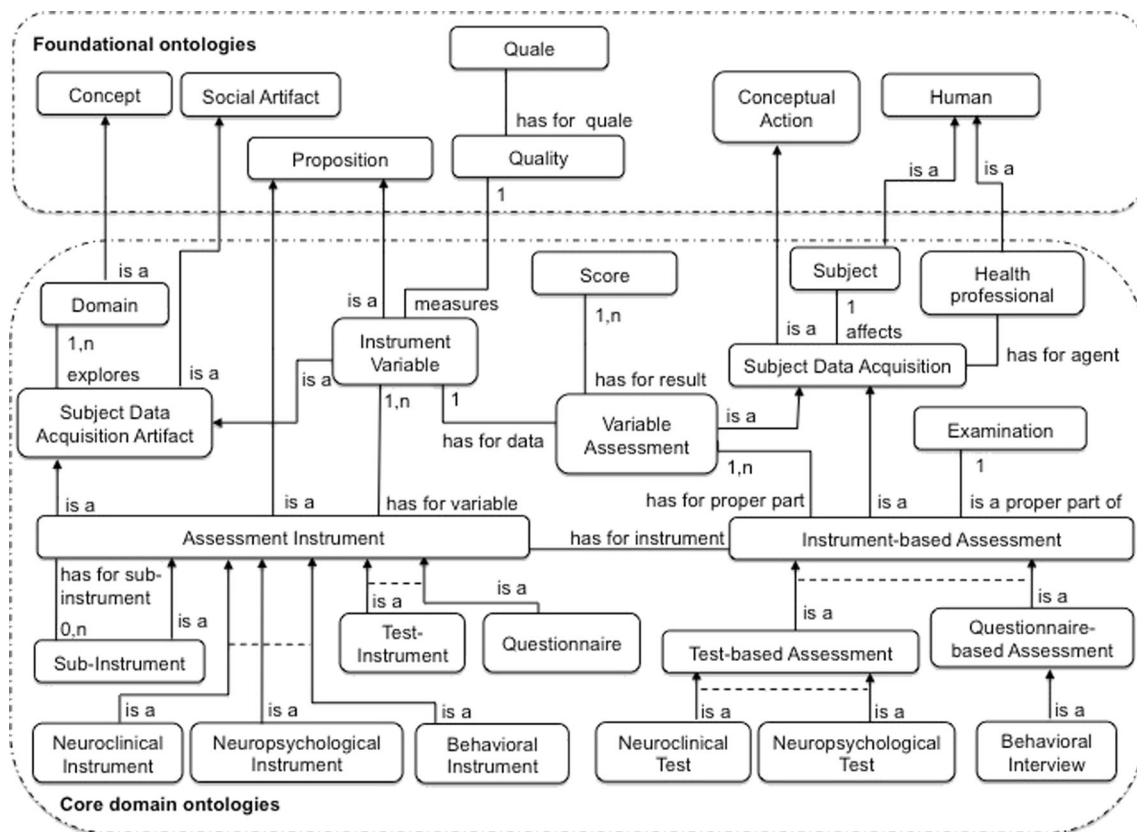 Foundational ontologies
Quale
Concept
Social Artifact
Conceptual
Action
Human
has for quale
Proposition
Quality
is a
is a
1
is a
Domain
Score
Subject
Health
professional
is a
measures
1,n
1,n
1
is a
affects
Instrument
Variable
explores
is a
is a
Subject Data Acquisition
has for agent
has for result
Subject Data
Acquisition Artifact
1,n
1
Variable
Assessment
is a
Examination
has for data
1,n
1
is a
is a
has for variable
has for proper part
is a
is a proper part of
Assessment Instrument
has for instrument
Instrument-based Assessment
has for sub-
instrument
is a
is a
is a
is a
is a
0,n
Test-
Instrument
Questionnaire
Questionnaire-
based Assessment
Sub-Instrument
Test-based Assessment
is a
is a
is a
is a
is a
is a
Neuroclinical
Instrument
Neuropsychological
Instrument
Behavioral
Instrument
Neuroclinical
Test
Neuropsychological
Test
Behavioral
Interview
Core domain ontologies